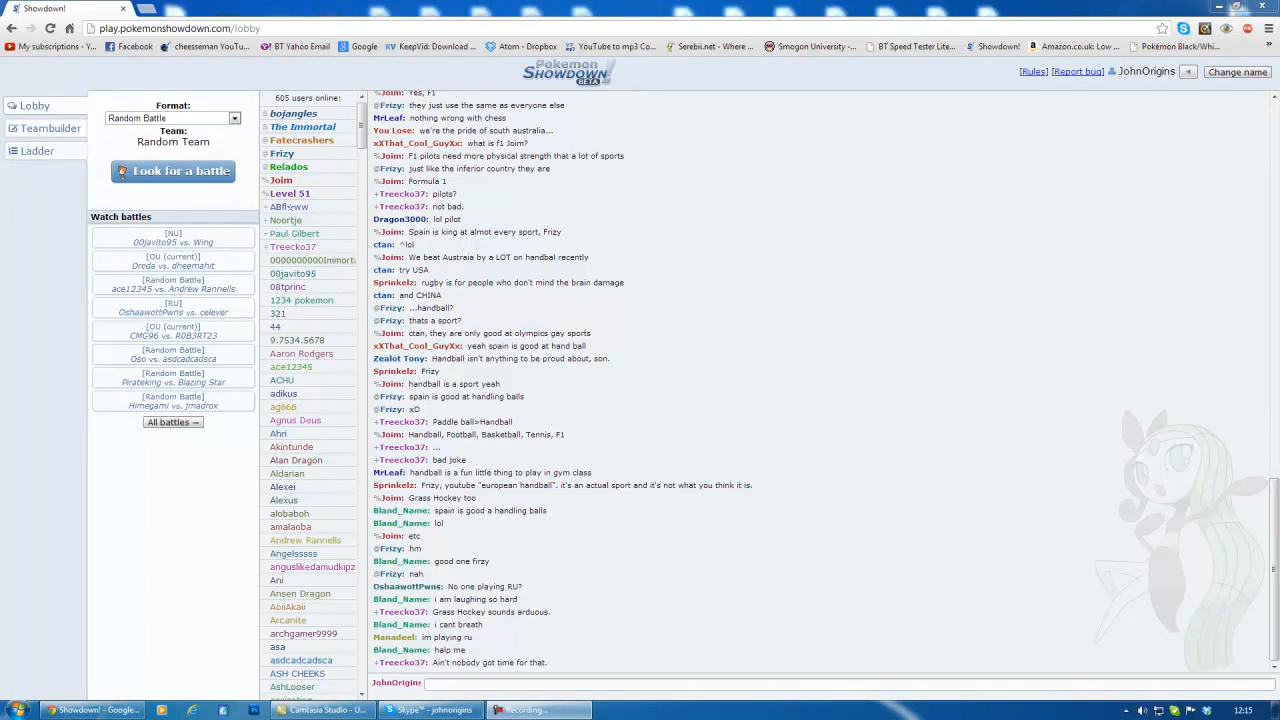 Showdown!
play.pokemonshowdown.com/lobby
My subscriptions - Y...
Facebook
cheesseman YouTu...
BT Yahoo Email
Google
KeepVid: Download ...
Atom - Dropbox
YouTube to mp3 Co...
Serebii.net - Where ...
Smogon University -...
BT Speed Tester Lite...
Showdown!
Amazon.co.uk: Low ...
Pokémon Black/Whi...
Pokemon
SHOWDOWN!
BETA
[Rules] [Report bug] JohnOrigins
Change name
Lobby
Teambuilder
Ladder
Format:
Random Battle
Team:
Random Team
Look for a battle
Watch battles
[NU]
00javito95 vs. Wing
[OU (current)]
Droda vs. dheemahit
[Random Battle]
ace12345 vs. Andrew Rannells
[RU]
OshaawottPwns vs. celever
[OU (current)]
CMG96 vs. R0B3RT23
[Random Battle]
Oso vs. asdcadcadsca
[Random Battle]
Pirateking vs. Blazing Star
[Random Battle]
Himegami vs. jmadrox
All battles →
605 users online:
bojangles
The Immortal
Fatecrashers
@ Frizy
@ Relados
% Joim
% Level 51
+ ABfl☆ww
+ Noortje
+ Paul Gilbert
+ Treecko37
0000000000Immorta
00javito95
08tprinc
1234 pokemon
321
44
9.7534.5678
Aaron Rodgers
ace12345
ACHU
adikus
ag666
Agnus Deus
Ahri
Akintunde
Alan Dragon
Aldarian
Alexei
Alexus
alobaboh
amalaoba
Andrew Rannells
Angelsssss
anguslikedamudkipz
Ani
Ansen Dragon
AoiiAkaii
Arcanite
archgamer9999
asa
asdcadcadsca
ASH CHEEKS
AshLooser
%Joim: Yes, F1
@Frizy: they just use the same as everyone else
MrLeaf: nothing wrong with chess
You Lose: we're the pride of south australia...
xXThat_Cool_GuyXx: what is f1 Joim?
%Joim: F1 pilots need more physical strength that a lot of sports
@Frizy: just like the inferior country they are
%Joim: Formula 1
+Treecko37: pilots?
+Treecko37: not bad.
Dragon3000: lol pilot
%Joim: Spain is king at almost every sport, Frizy
ctan: ^lol
%Joim: We beat Austraia by a LOT on handbal recently
ctan: try USA
Sprinkelz: rugby is for people who don't mind the brain damage
ctan: and CHINA
@Frizy: ...handball?
@Frizy: thats a sport?
%Joim: ctan, they are only good at olympics gay sports
xXThat_Cool_GuyXx: yeah spain is good at hand ball
Zealot Tony: Handball isn't anything to be proud about, son.
Sprinkelz: Frizy
%Joim: handball is a sport yeah
@Frizy: spain is good at handling balls
@Frizy: xD
+Treecko37: Paddle ball>Handball
%Joim: Handball, Football, Basketball, Tennis, F1
+Treecko37: ...
+Treecko37: bad joke
MrLeaf: handball is a fun little thing to play in gym class
Sprinkelz: Frizy, youtube "european handball". it's an actual sport and it's not what you think it is.
%Joim: Grass Hockey too
Bland_Name: spain is good a handling balls
Bland_Name: lol
%Joim: etc
@Frizy: hm
Bland_Name: good one firzy
@Frizy: nah
OshaawottPwns: No one playing RU?
Bland_Name: i am laughing so hard
+Treecko37: Grass Hockey sounds arduous.
Bland_Name: i cant breath
Manadeel: im playing ru
Bland_Name: halp me
+Treecko37: Ain't nobody got time for that.
JohnOrigins:
Showdown! - Google...
Camtasia Studio - U...
Skype™ - johnorigins
Recording...
12:15